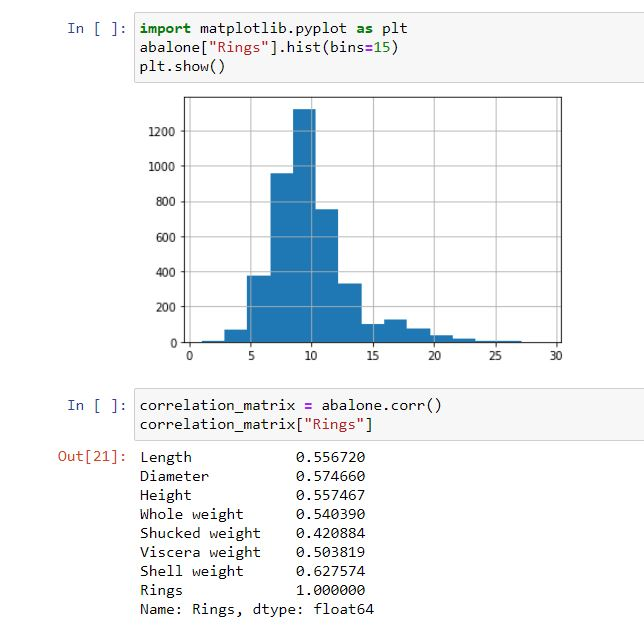 In [ ]: import matplotlib.pyplot as plt
abalone["Rings"].hist(bins=15)
plt.show()
1200
1000
800
600
400
200
0
0 5 10 15 20 25 30
In [ ]: correlation_matrix = abalone.corr()
correlation_matrix["Rings"]
Out[21]: Length 0.556720
Diameter 0.574660
Height 0.557467
Whole weight 0.540390
Shucked weight 0.420884
Viscera weight 0.503819
Shell weight 0.627574
Rings 1.000000
Name: Rings, dtype: float64